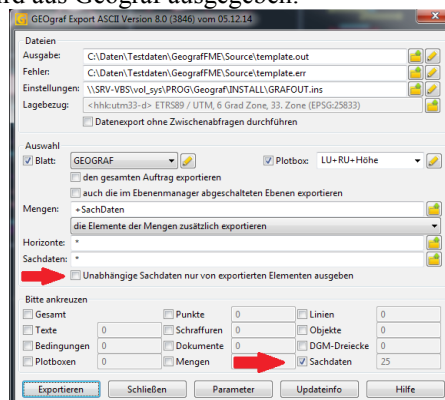 aus Geograf ausgegeben.
GEOgraf Export ASCII Version 8.0 (3846) vom 05.12.14
Dateien
Ausgabe: C:\Daten\Testdaten\GeografFME\Source\template.out
Fehler: C:\Daten\Testdaten\GeografFME\Source\template.err
Einstellungen: \\SRV-VBS\vol_sys\PROG\Geograf\INSTALL\GRAFOUT.ins
Lagebezug: <hhk:utm33-d> ETRS89 / UTM, 6 Grad Zone, 33. Zone (EPSG:25833)
Datenexport ohne Zwischenabfragen durchführen
Auswahl
Blatt: GEOGRAF Plotbox: LU+RU+Höhe
den gesamten Auftrag exportieren
auch die im Ebenenmanager abgeschalteten Ebenen exportieren
Mengen: +SachDaten
die Elemente der Mengen zusätzlich exportieren
Horizonte: *
Sachdaten: *
Unabhängige Sachdaten nur von exportierten Elementen ausgeben
Bitte ankreuzen
Gesamt Punkte 0 Linien 0
Texte 0 Schraffuren 0 Objekte 0
Bedingungen 0 Dokumente 0 DGM-Dreiecke 0
Plotboxen 0 Mengen Sachdaten 25
Exportieren Schließen Parameter Updateinfo Hilfe